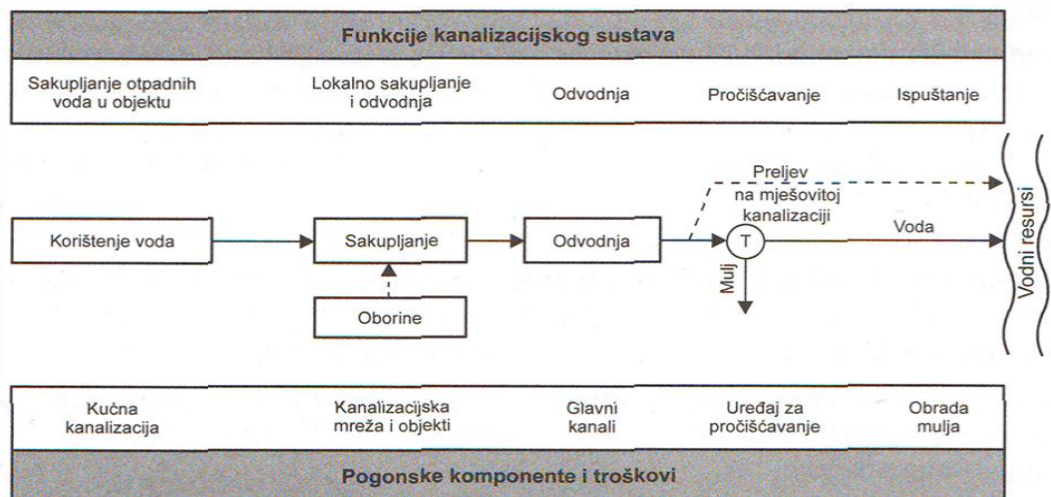 Funkcije kanalizacijskog sustava
Sakupljanje otpadnih
voda u objektu
Lokalno sakupljanje
i odvodnja
Odvodnja
Pročišćavanje
Ispuštanje
Preljev
na mješovitoj
kanalizaciji
Korištenje voda
Sakupljanje
Odvodnja
T
Voda
Mulj
Oborine
Vodni resursi
Kućna
kanalizacija
Kanalizacijska
mreža i objekti
Glavni
kanali
Uređaj za
pročišćavanje
Obrada
mulja
Pogonske komponente i troškovi